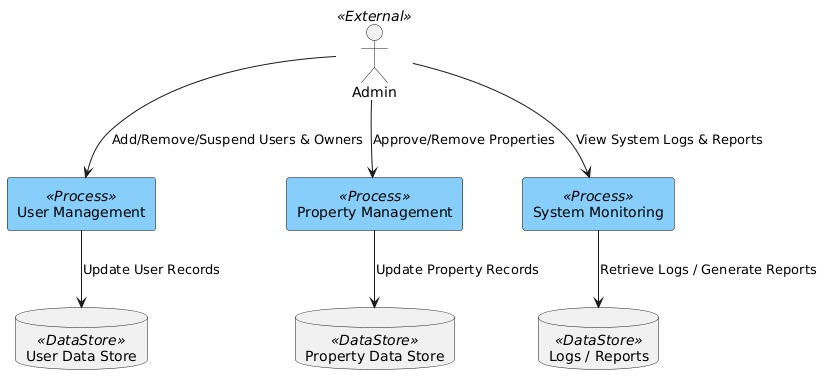 «External»
Admin
Add/Remove/Suspend Users & Owners
Approve/Remove Properties
View System Logs & Reports
«Process»
User Management
«Process»
Property Management
«Process»
System Monitoring
Update User Records
Update Property Records
Retrieve Logs / Generate Reports
«DataStore»
User Data Store
«DataStore»
Property Data Store
«DataStore»
Logs / Reports